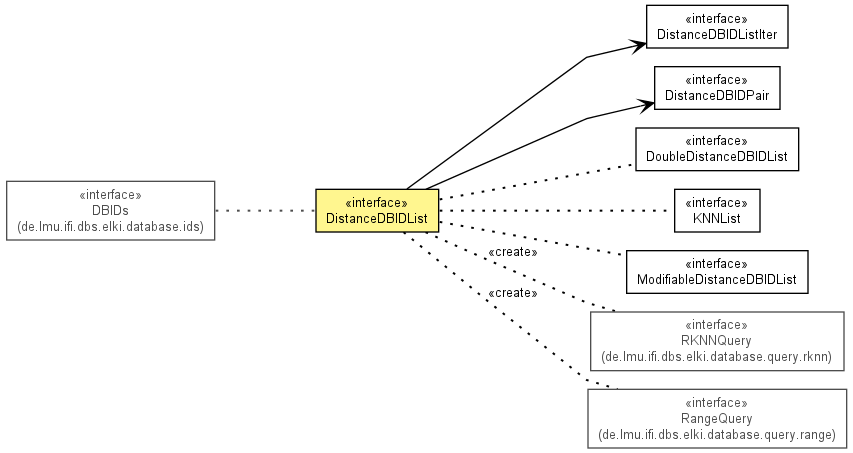 «interface»
DistanceDBIDListIter
«interface»
DistanceDBIDPair
«interface»
DoubleDistanceDBIDList
«interface»
DBIDs
(de.lmu.ifi.dbs.elki.database.ids)
«interface»
DistanceDBIDList
«interface»
KNNList
«create»
«interface»
ModifiableDistanceDBIDList
«create»
«interface»
RKNNQuery
(de.lmu.ifi.dbs.elki.database.query.rknn)
«interface»
RangeQuery
(de.lmu.ifi.dbs.elki.database.query.range)